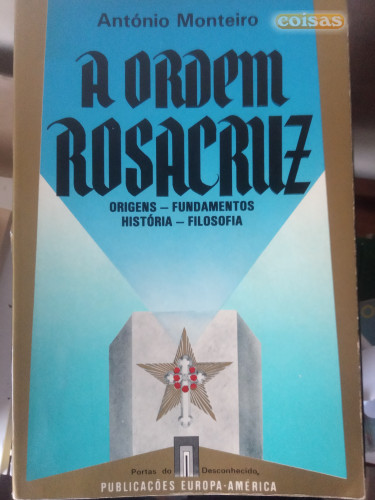 coisas
António Monteiro
A ORDEM
ROSACRUZ
ORIGENS – FUNDAMENTOS
HISTÓRIA – FILOSOFIA
Portas do Desconhecido
PUBLICAÇÕES EUROPA-AMÉRICA